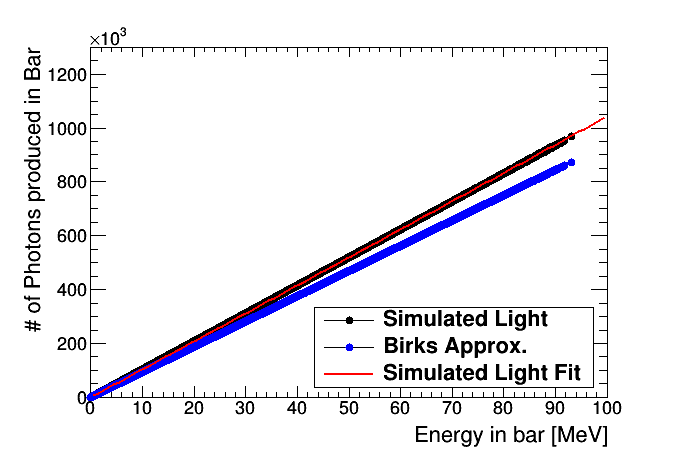 ×10³
# of Photons produced in Bar
1200
1000
800
600
400
200
0
0 10 20 30 40 50 60 70 80 90 100
Energy in bar [MeV]
Simulated Light
Birks Approx.
Simulated Light Fit